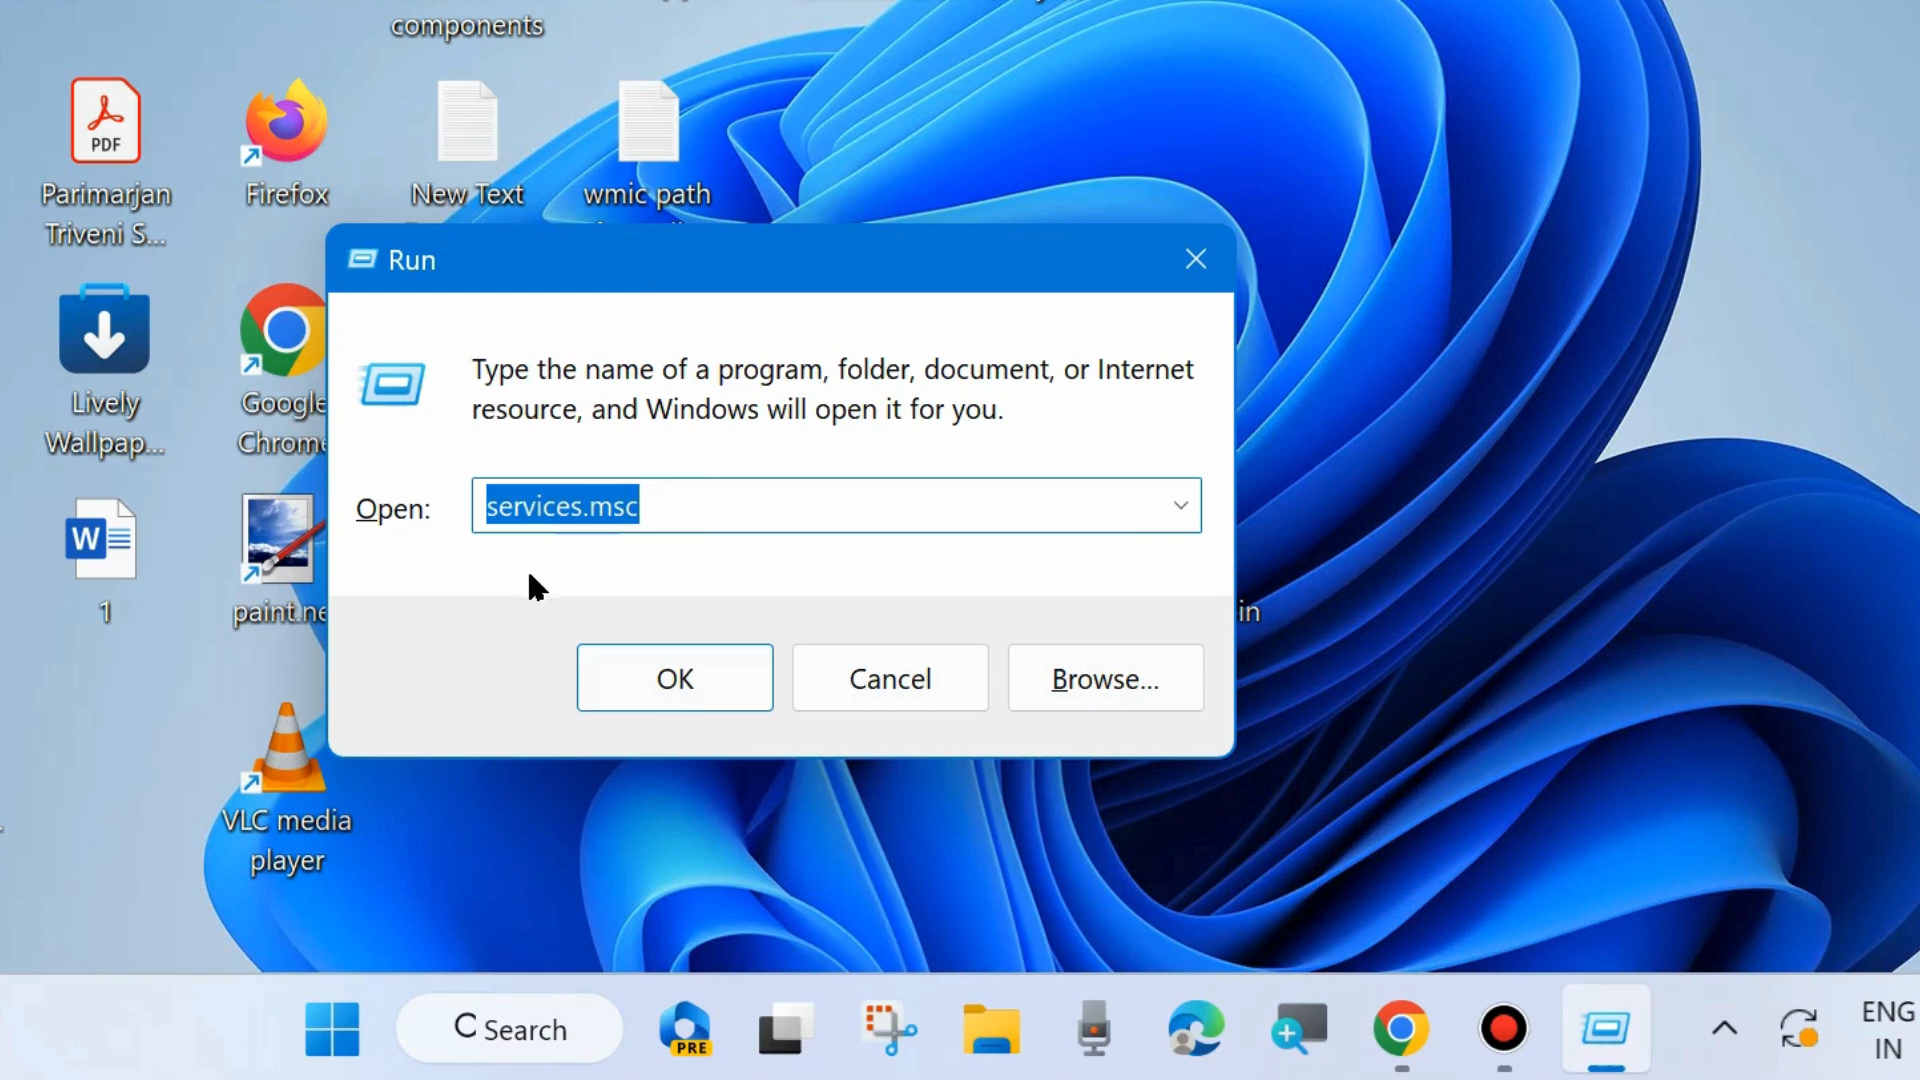 components
PDF
Parimarjan
Triveni S...
Firefox
New Text
wmic path
Run
Type the name of a program, folder, document, or Internet
resource, and Windows will open it for you.
Open:
services.msc
OK
Cancel
Browse...
Lively
Wallpap...
Google
Chrome
W
1
paint.ne
in
VLC media
player
Search
PRE
ENG
IN